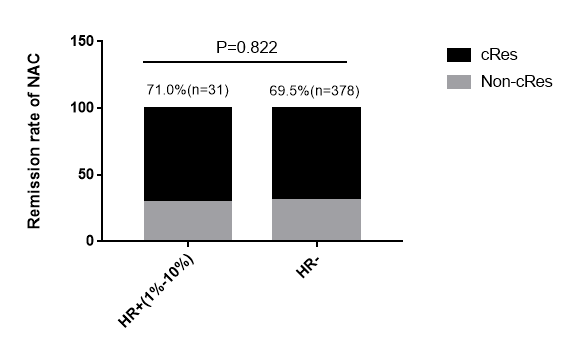 P=0.822
71.0%(n=31) 69.5%(n=378)
cRes
Non-cRes
Remission rate of NAC
150
100
50
0
HR+(1%-10%)
HR-